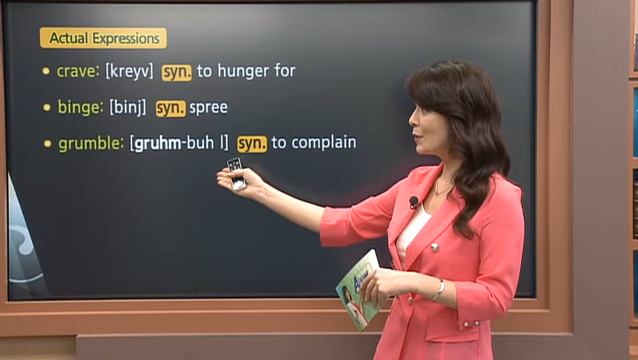 Actual Expressions
• crave: [kreyv] syn. to hunger for
• binge: [binj] syn. spree
• grumble: [gruhm-buh l] syn. to complain